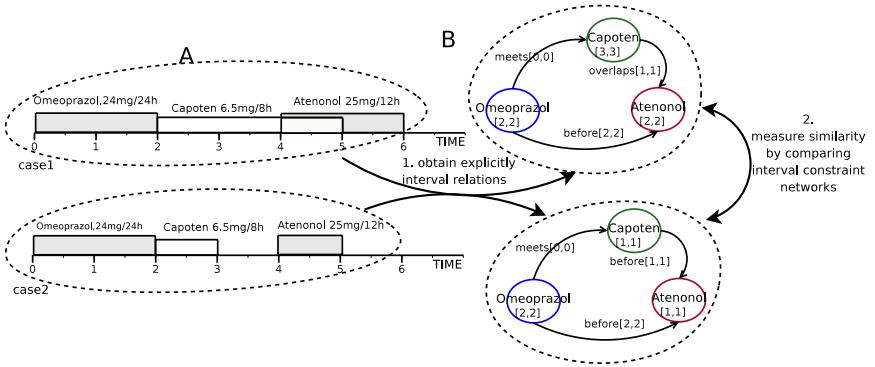 A
Omeoprazol,24mg/24h
Capoten 6.5mg/8h
Atenonol 25mg/12h
0 1 2 3 4 5 6
TIME
case1
Omeoprazol,24mg/24h
Capoten 6.5mg/8h
Atenonol 25mg/12h
0 1 2 3 4 5 6
TIME
case2
1. obtain explicitly
interval relations
B
Capoten
[3,3]
meets[0,0]
overlaps[1,1]
Omeoprazol
[2,2]
Atenonol
[2,2]
before[2,2]
Capoten
[1,1]
meets[0,0]
before[1,1]
Omeoprazol
[2,2]
Atenonol
[1,1]
before[2,2]
2.
measure similarity
by comparing
interval constraint
networks